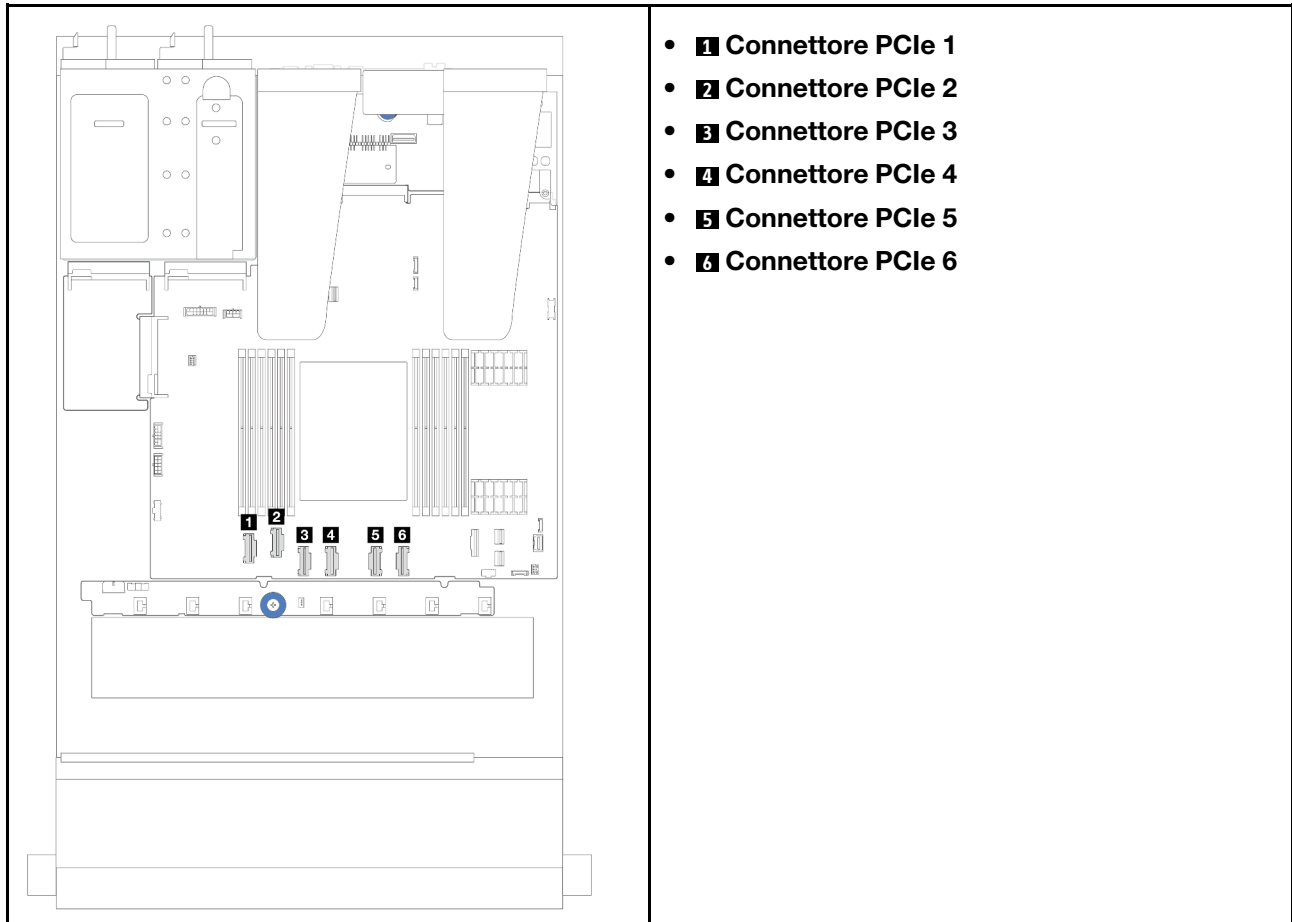 1 2 3 4 5 6
• 1 Connettore PCIe 1
• 2 Connettore PCIe 2
• 3 Connettore PCIe 3
• 4 Connettore PCIe 4
• 5 Connettore PCIe 5
• 6 Connettore PCIe 6